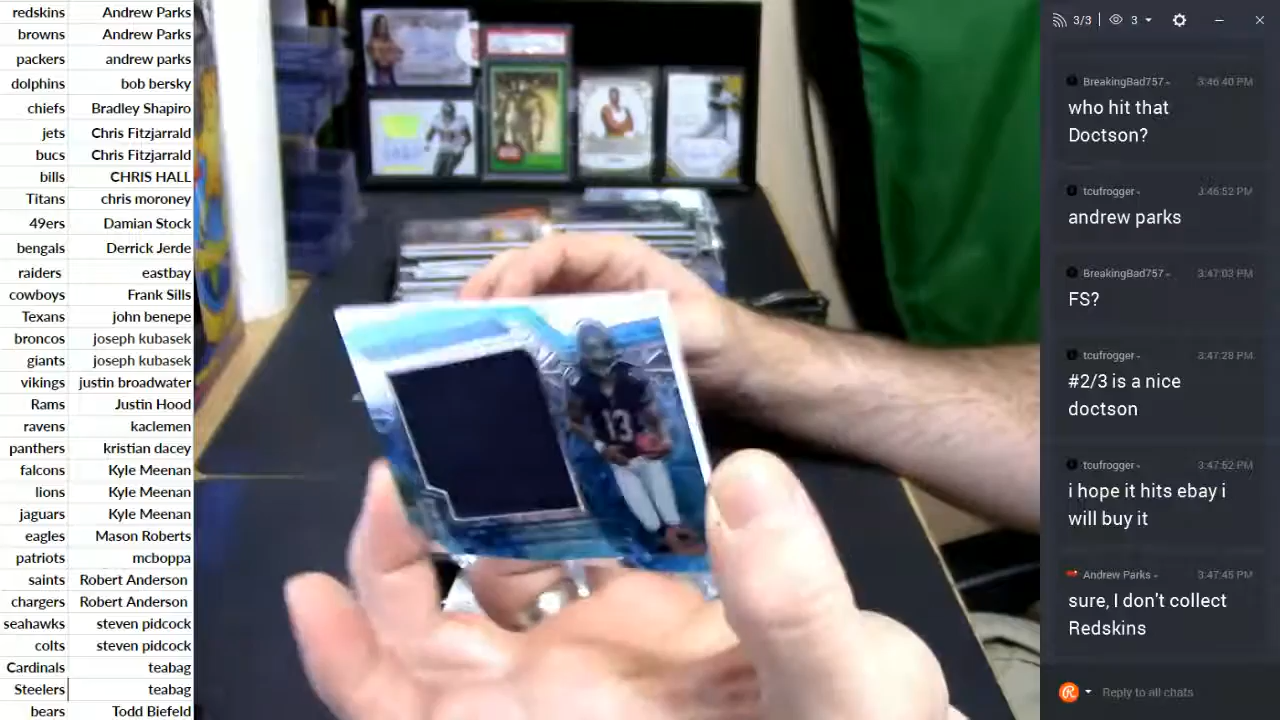 redskins Andrew Parks
browns Andrew Parks
packers andrew parks
dolphins bob bersky
chiefs Bradley Shapiro
jets Chris Fitzjarrald
bucs Chris Fitzjarrald
bills CHRIS HALL
Titans chris moroney
49ers Damian Stock
bengals Derrick Jerde
raiders eastbay
cowboys Frank Sills
Texans john benepe
broncos joseph kubasek
giants joseph kubasek
vikings justin broadwater
Rams Justin Hood
ravens kaclemen
panthers kristian dacey
falcons Kyle Meenan
lions Kyle Meenan
jaguars Kyle Meenan
eagles Mason Roberts
patriots mcboppa
saints Robert Anderson
chargers Robert Anderson
seahawks steven pidcock
colts steven pidcock
Cardinals teabag
Steelers teabag
bears Todd Biefeld
13
3/3 3
BreakingBad757 3:46:40 PM
who hit that
Doctson?
tcufrogger 3:46:52 PM
andrew parks
BreakingBad757 3:47:03 PM
FS?
tcufrogger 3:47:28 PM
#2/3 is a nice
doctson
tcufrogger 3:47:52 PM
i hope it hits ebay i
will buy it
Andrew Parks 3:47:45 PM
sure, I don't collect
Redskins
Reply to all chats